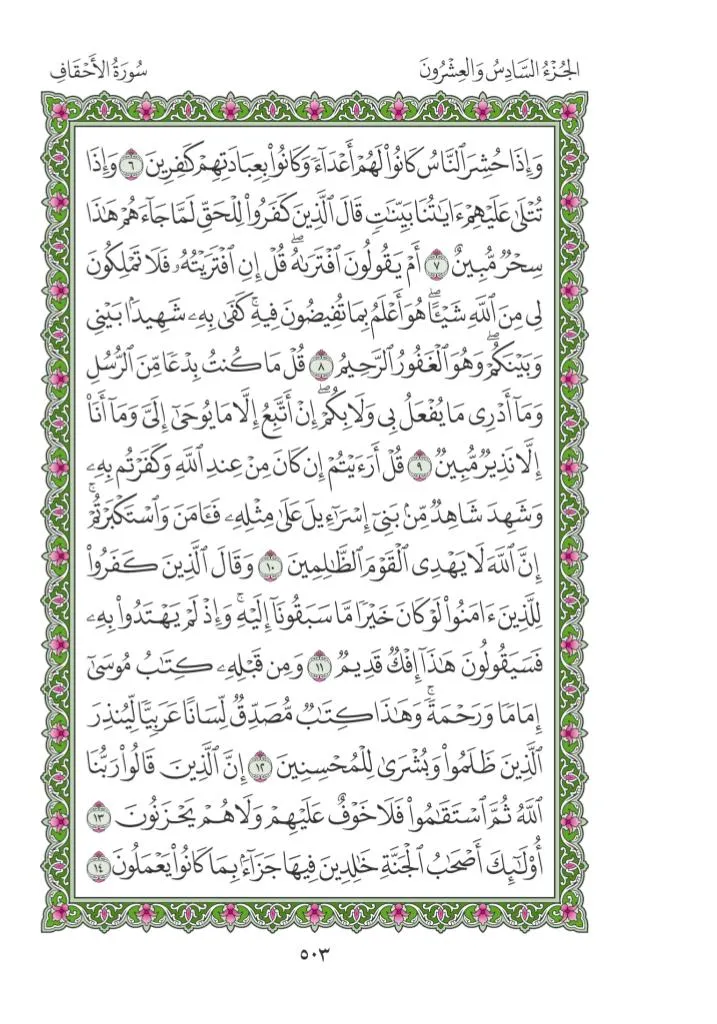 الجُزْءُ السَّادِسُ وَالعِشْرُونَ
سُورَةُ الأَحْقَافِ
وَإِذَا حُشِرَ ٱلنَّاسُ كَانُوا۟ لَهُمْ أَعْدَآءً وَكَانُوا۟ بِعِبَادَتِهِمْ كَٰفِرِينَ ٦ وَإِذَا
تُتْلَىٰ عَلَيْهِمْ ءَايَٰتُنَا بَيِّنَٰتٍ قَالَ ٱلَّذِينَ كَفَرُوا۟ لِلْحَقِّ لَمَّا جَآءَهُمْ هَٰذَا
سِحْرٌ مُّبِينٌ ٧ أَمْ يَقُولُونَ ٱفْتَرَىٰهُ ۖ قُلْ إِنِ ٱفْتَرَيْتُهُۥ فَلَا تَمْلِكُونَ
لِى مِنَ ٱللَّهِ شَيْـًٔا ۖ هُوَ أَعْلَمُ بِمَا تُفِيضُونَ فِيهِ ۚ كَفَىٰ بِهِۦ شَهِيدًۢا بَيْنِى
وَبَيْنَكُمْ ۖ وَهُوَ ٱلْغَفُورُ ٱلرَّحِيمُ ٨ قُلْ مَا كُنتُ بِدْعًا مِّنَ ٱلرُّسُلِ
وَمَآ أَدْرِى مَا يُفْعَلُ بِى وَلَا بِكُمْ ۖ إِنْ أَتَّبِعُ إِلَّا مَا يُوحَىٰٓ إِلَىَّ وَمَآ أَنَا۠
إِلَّا نَذِيرٌ مُّبِينٌ ٩ قُلْ أَرَءَيْتُمْ إِن كَانَ مِنْ عِندِ ٱللَّهِ وَكَفَرْتُم بِهِۦ
وَشَهِدَ شَاهِدٌ مِّنۢ بَنِىٓ إِسْرَٰٓءِيلَ عَلَىٰ مِثْلِهِۦ فَـَٔامَنَ وَٱسْتَكْبَرْتُمْ ۚ
إِنَّ ٱللَّهَ لَا يَهْدِى ٱلْقَوْمَ ٱلظَّٰلِمِينَ ١٠ وَقَالَ ٱلَّذِينَ كَفَرُوا۟
لِلَّذِينَ ءَامَنُوا۟ لَوْ كَانَ خَيْرًا مَّا سَبَقُونَآ إِلَيْهِ ۚ وَإِذْ لَمْ يَهْتَدُوا۟ بِهِۦ
فَسَيَقُولُونَ هَٰذَآ إِفْكٌ قَدِيمٌ ١١ وَمِن قَبْلِهِۦ كِتَٰبُ مُوسَىٰٓ
إِمَامًا وَرَحْمَةً ۚ وَهَٰذَا كِتَٰبٌ مُّصَدِّقٌ لِّسَانًا عَرَبِيًّا لِّيُنذِرَ
ٱلَّذِينَ ظَلَمُوا۟ وَبُشْرَىٰ لِلْمُحْسِنِينَ ١٢ إِنَّ ٱلَّذِينَ قَالُوا۟ رَبُّنَا
ٱللَّهُ ثُمَّ ٱسْتَقَٰمُوا۟ فَلَا خَوْفٌ عَلَيْهِمْ وَلَا هُمْ يَحْزَنُونَ ١٣
أُو۟لَٰٓئِكَ أَصْحَٰبُ ٱلْجَنَّةِ خَٰلِدِينَ فِيهَا جَزَآءًۢ بِمَا كَانُوا۟ يَعْمَلُونَ ١٤
٥٠٣